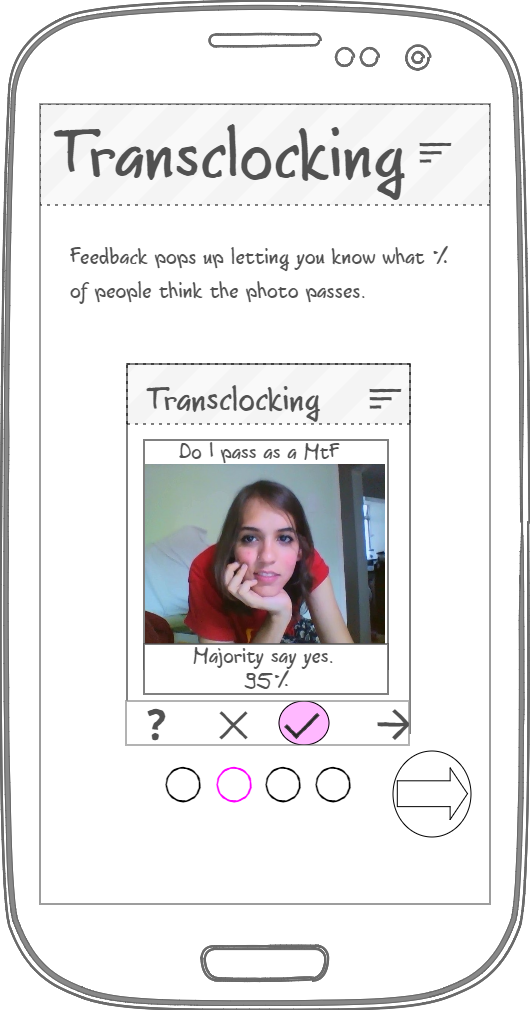 Transclocking
Feedback pops up letting you know what %
of people think the photo passes.
Transclocking
Do I pass as a MtF
Majority say yes.
95%
?